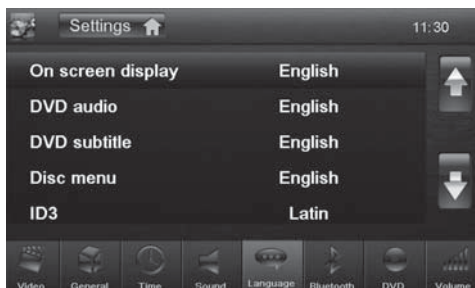 Settings 11:30
On screen display English
DVD audio English
DVD subtitle English
Disc menu English
ID3 Latin
Video General Time Sound Language Bluetooth DVD Volume